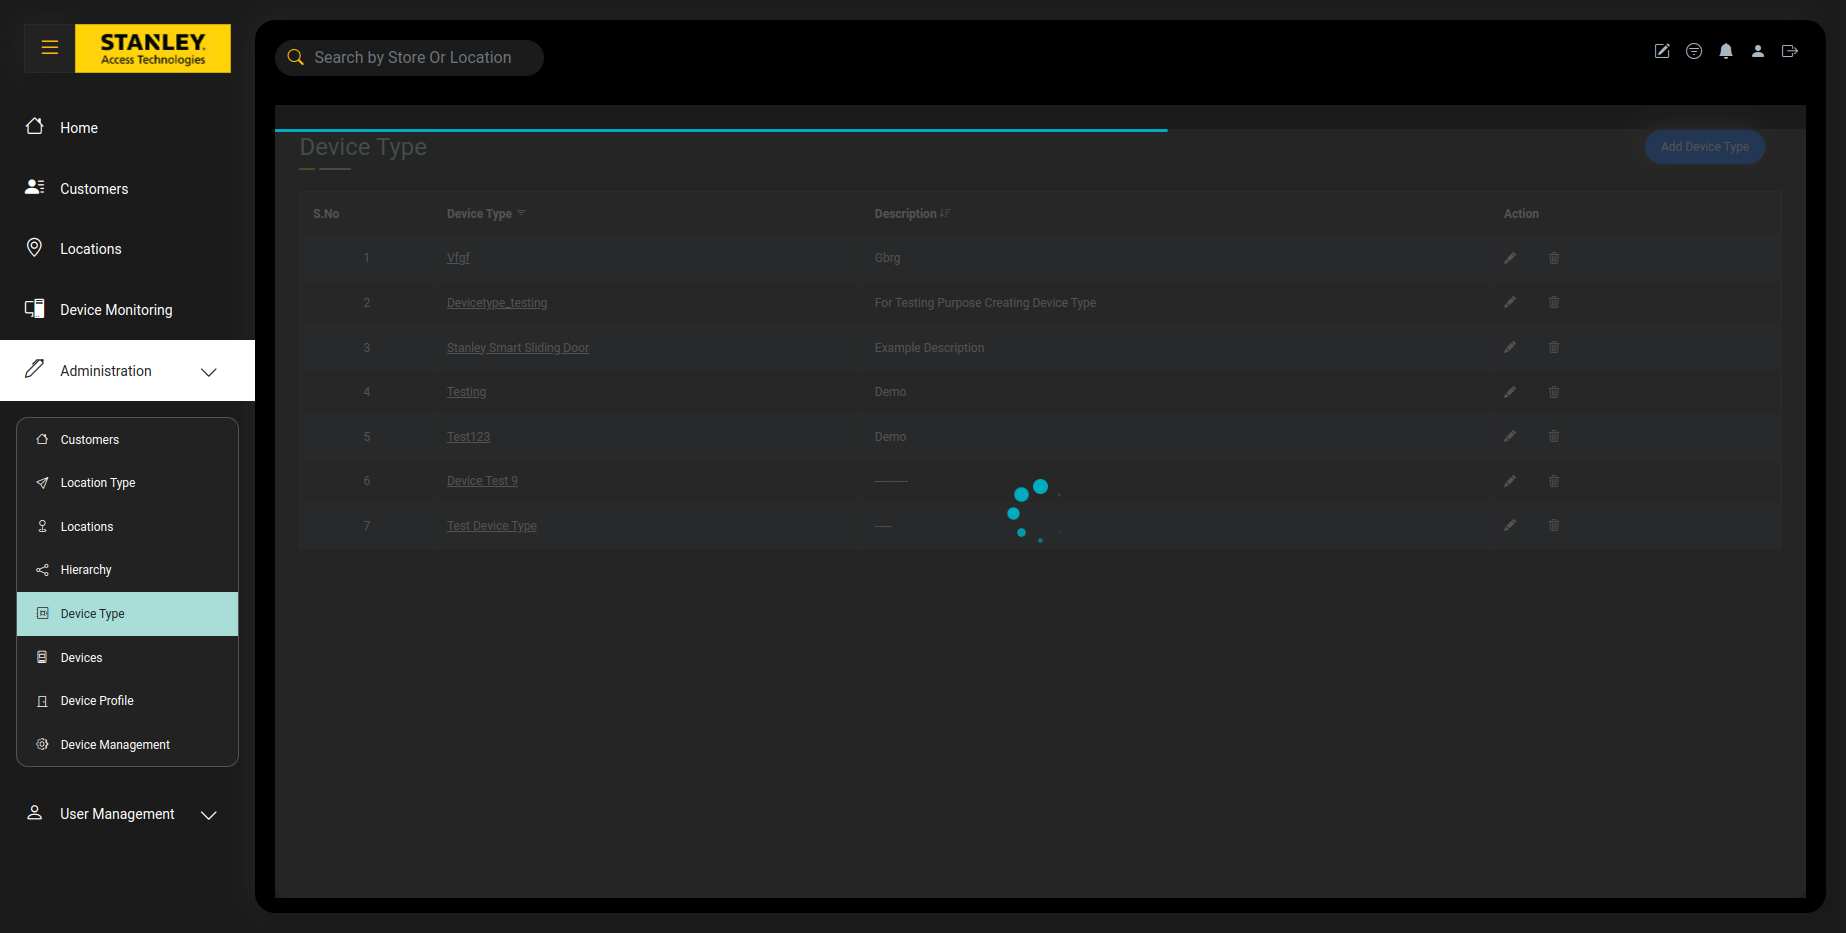 STANLEY.
Access Technologies
Search by Store Or Location
Home
Customers
Locations
Device Monitoring
Administration
Customers
Location Type
Locations
Hierarchy
Device Type
Devices
Device Profile
Device Management
User Management
Device Type
Add Device Type
S.No Device Type Description Action
1 Vfgf Gbrg
2 Devicetype_testing For Testing Purpose Creating Device Type
3 Stanley Smart Sliding Door Example Description
4 Testing Demo
5 Test123 Demo
6 Device Test 9 ----------
7 Test Device Type -----